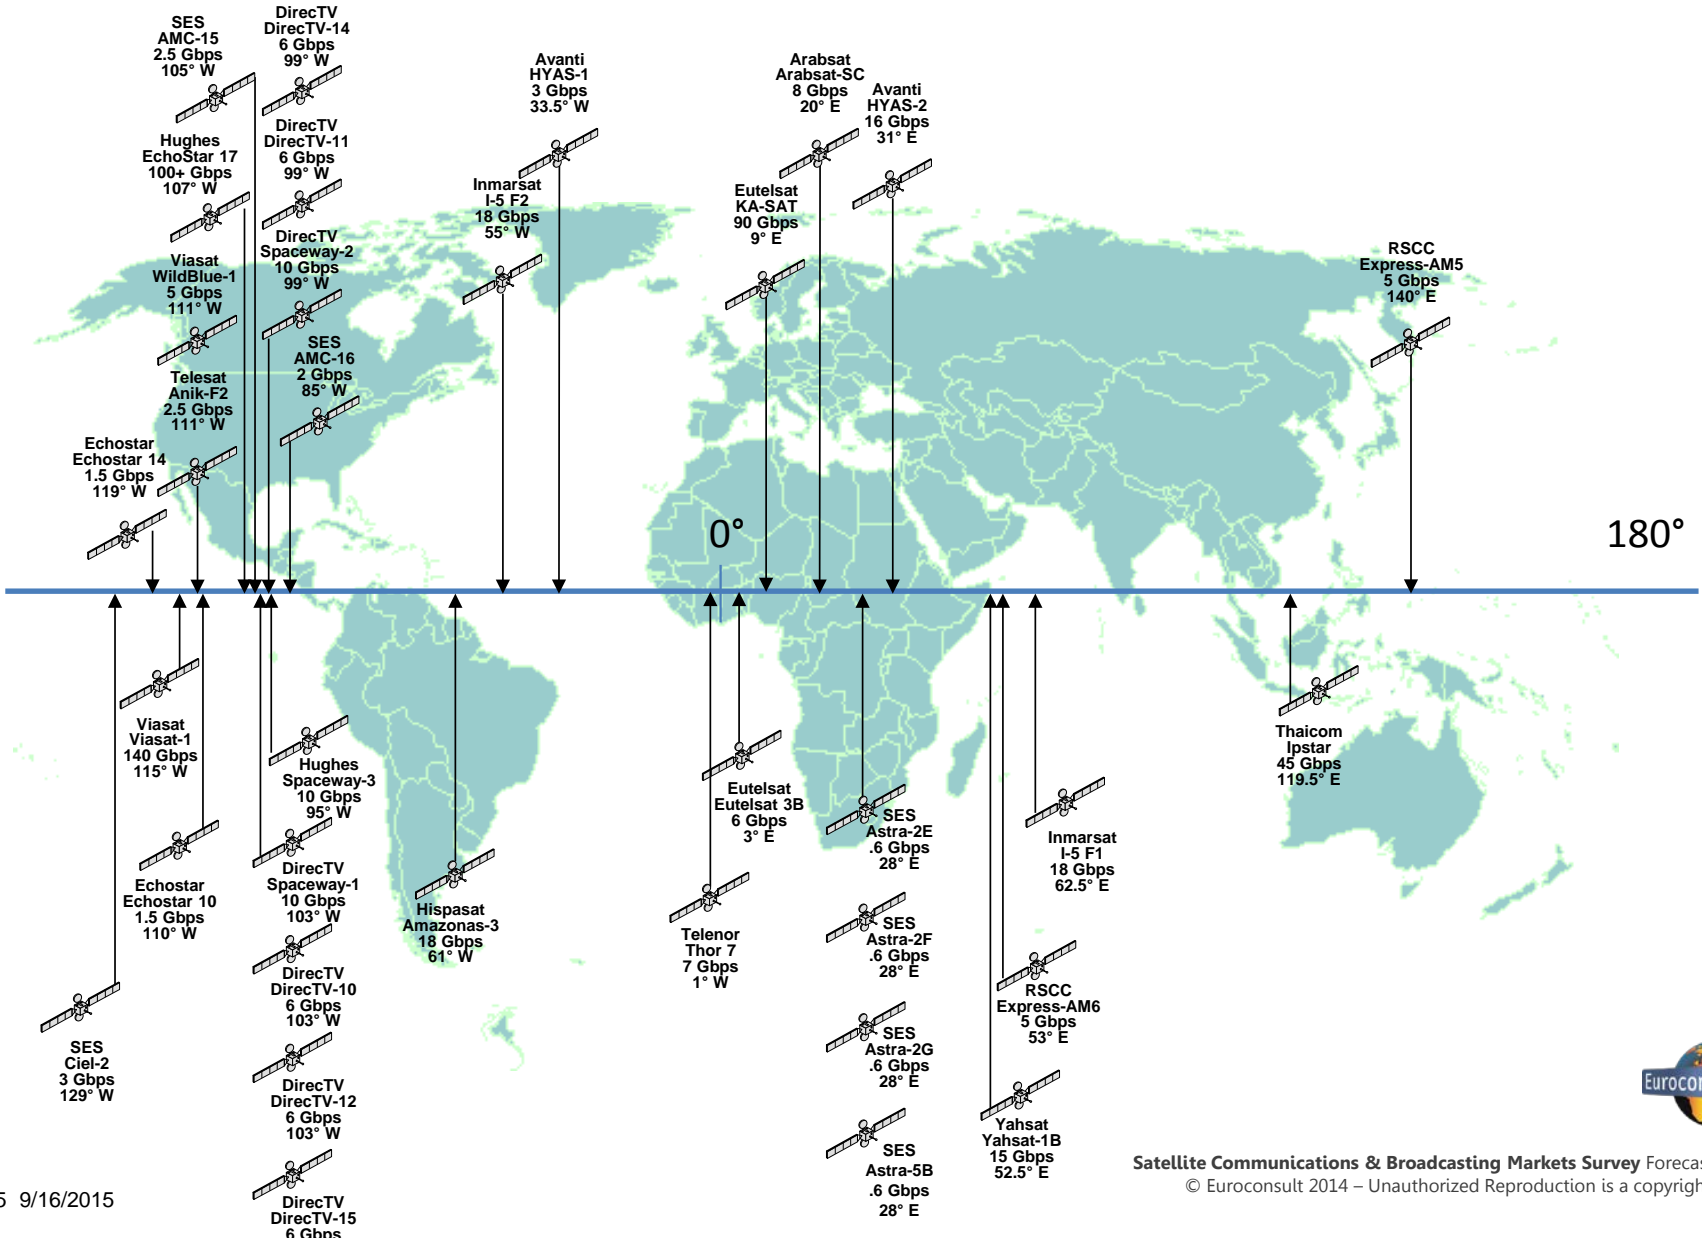 SES
AMC-15
2.5 Gbps
105° W
DirecTV
DirecTV-14
6 Gbps
99° W
Avanti
HYAS-1
3 Gbps
33.5° W
Arabsat
Arabsat-SC
8 Gbps
20° E
Avanti
HYAS-2
16 Gbps
31° E
Hughes
EchoStar 17
100+ Gbps
107° W
DirecTV
DirecTV-11
6 Gbps
99° W
Inmarsat
I-5 F2
18 Gbps
55° W
Eutelsat
KA-SAT
90 Gbps
9° E
DirecTV
Spaceway-2
10 Gbps
99° W
RSCC
Express-AM5
5 Gbps
140° E
Viasat
WildBlue-1
5 Gbps
111° W
SES
AMC-16
2 Gbps
85° W
Telesat
Anik-F2
2.5 Gbps
111° W
Echostar
Echostar 14
1.5 Gbps
119° W
0°
180°
Viasat
Viasat-1
140 Gbps
115° W
Hughes
Spaceway-3
10 Gbps
95° W
Thaicom
Ipstar
45 Gbps
119.5° E
Eutelsat
Eutelsat 3B
6 Gbps
3° E
SES
Astra-2E
.6 Gbps
28° E
Inmarsat
I-5 F1
18 Gbps
62.5° E
Echostar
Echostar 10
1.5 Gbps
110° W
DirecTV
Spaceway-1
10 Gbps
103° W
Hispasat
Amazonas-3
18 Gbps
61° W
Telenor
Thor 7
7 Gbps
1° W
SES
Astra-2F
.6 Gbps
28° E
DirecTV
DirecTV-10
6 Gbps
103° W
RSCC
Express-AM6
5 Gbps
53° E
SES
Ciel-2
3 Gbps
129° W
SES
Astra-2G
.6 Gbps
28° E
DirecTV
DirecTV-12
6 Gbps
103° W
Yahsat
Yahsat-1B
15 Gbps
52.5° E
SES
Astra-5B
.6 Gbps
28° E
DirecTV
DirecTV-15
6 Gbps
Eurocon
Satellite Communications & Broadcasting Markets Survey Forecas
© Euroconsult 2014 – Unauthorized Reproduction is a copyrigh
5 9/16/2015